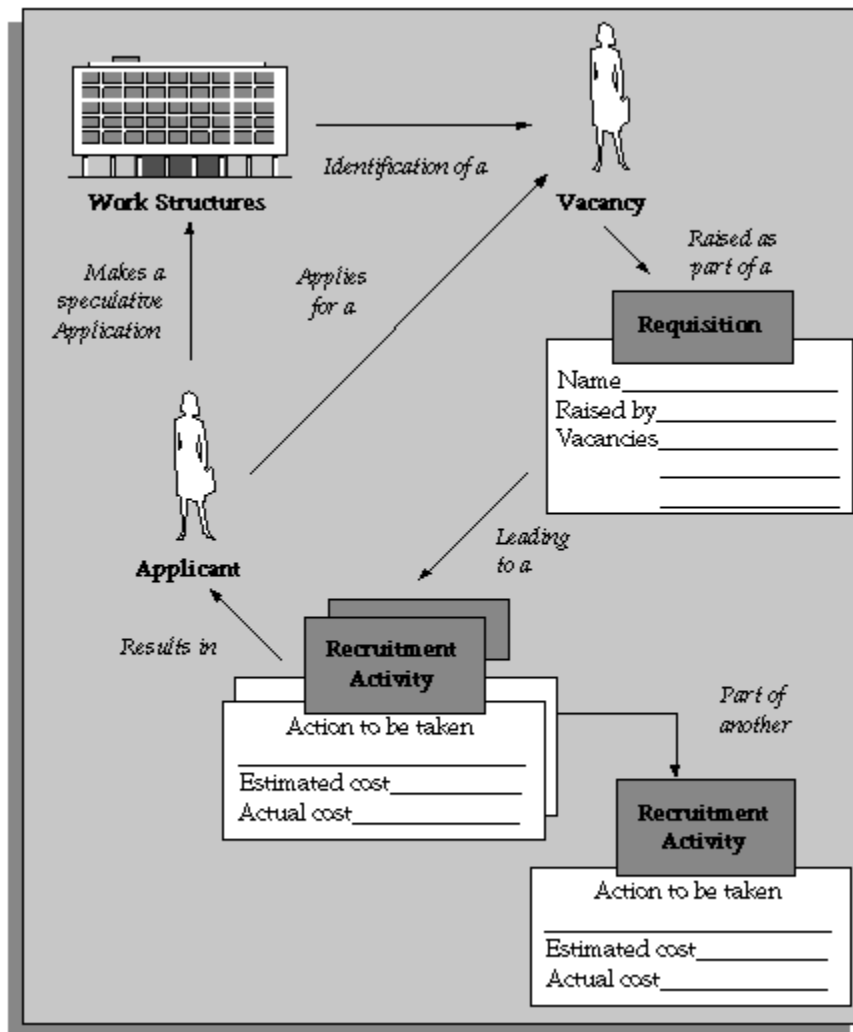 Identification of a
Work Structures
Vacancy
Makes a
speculative
Application
Applies
for a
Raised as
part of a
Requisition
Name
Raised by
Vacancies
Applicant
Leading
to a
Results in
Recruitment
Activity
Action to be taken
Estimated cost
Actual cost
Part of
another
Recruitment
Activity
Action to be taken
Estimated cost
Actual cost